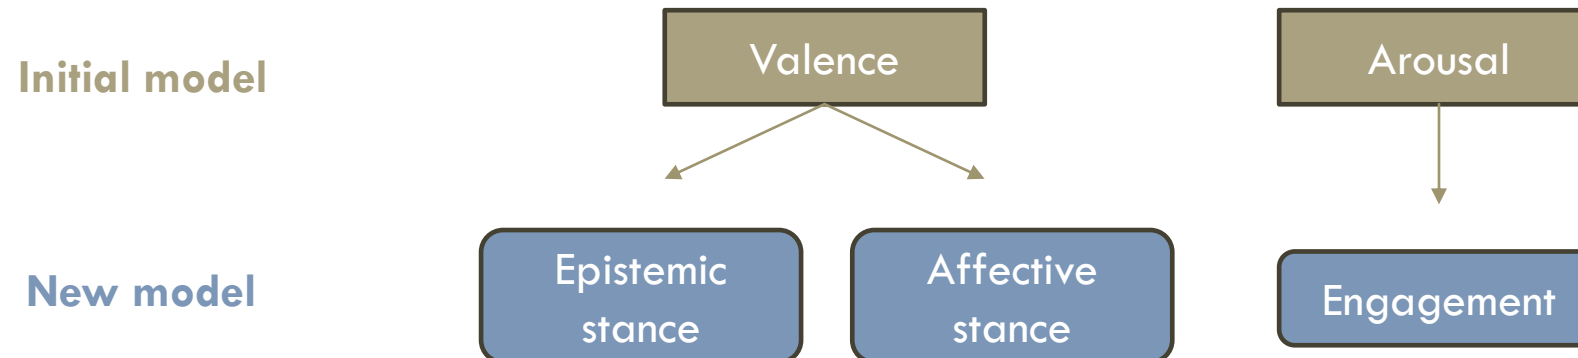 Initial model
Valence
Arousal
New model
Epistemic
stance
Affective
stance
Engagement